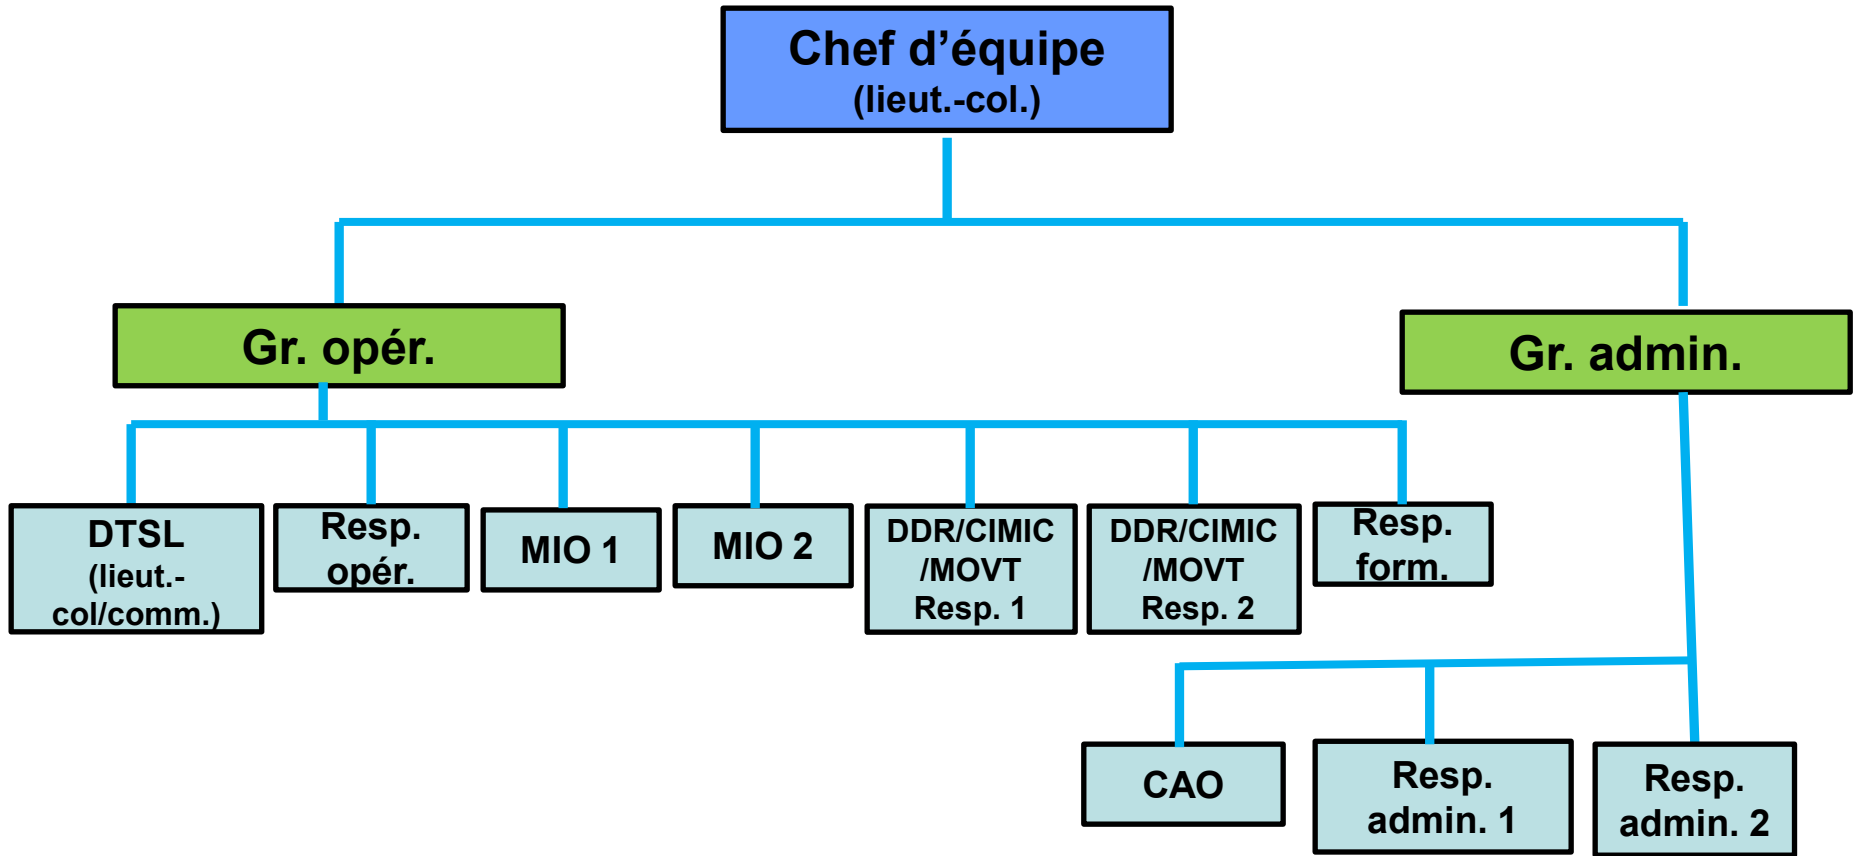 Chef d’équipe
(lieut.-col.)
Gr. opér.
Gr. admin.
DTSL
(lieut.-
col/comm.)
Resp.
opér.
MIO 1
MIO 2
DDR/CIMIC
/MOVT
Resp. 1
DDR/CIMIC
/MOVT
Resp. 2
Resp.
form.
CAO
Resp.
admin. 1
Resp.
admin. 2